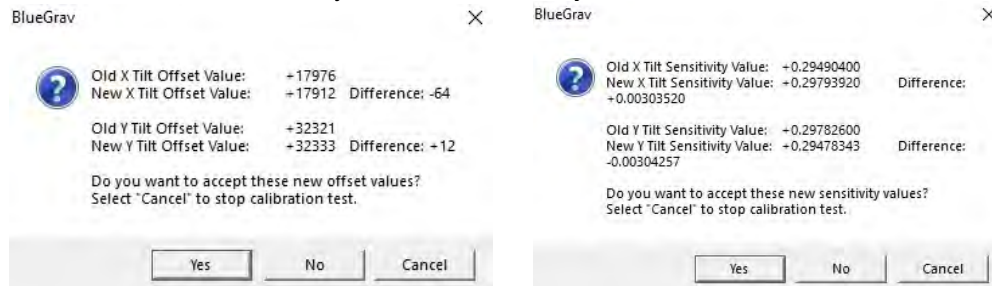 BlueGrav
Old X Tilt Offset Value: +17976
New X Tilt Offset Value: +17912 Difference: -64
Old Y Tilt Offset Value: +32321
New Y Tilt Offset Value: +32333 Difference: +12
Do you want to accept these new offset values?
Select "Cancel" to stop calibration test.
Yes No Cancel
BlueGrav
Old X Tilt Sensitivity Value: +0.29490400
New X Tilt Sensitivity Value: +0.29793920 Difference:
+0.00303520
Old Y Tilt Sensitivity Value: +0.29782600
New Y Tilt Sensitivity Value: +0.29478343 Difference:
-0.00304257
Do you want to accept these new sensitivity values?
Select "Cancel" to stop calibration test.
Yes No Cancel